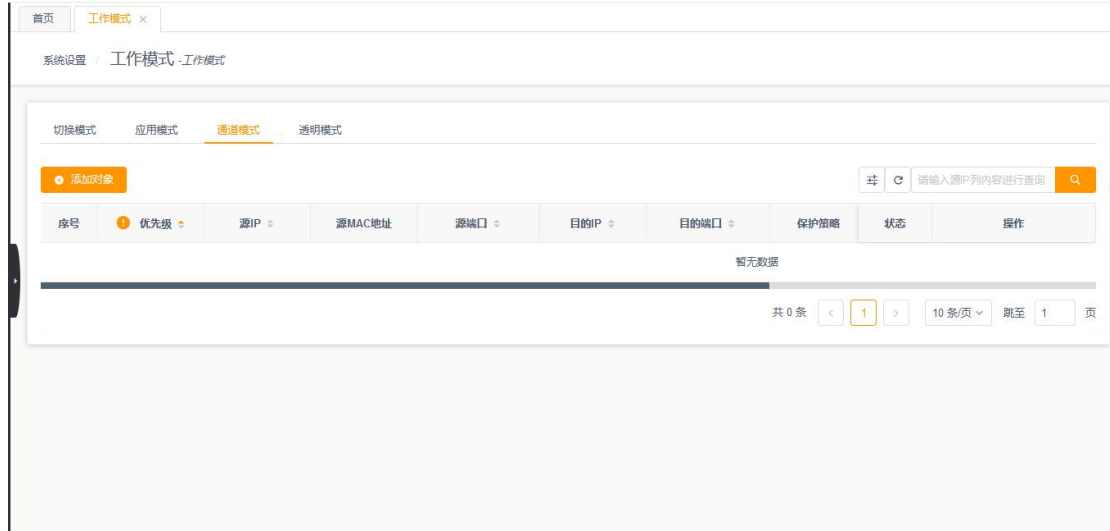 首页 工作模式 ×
系统设置 / 工作模式 -工作模式
切换模式 应用模式 通道模式 透明模式
添加对象 请输入源IP列内容进行查询
序号 优先级 源IP 源MAC地址 源端口 目的IP 目的端口 保护策略 状态 操作
暂无数据
共 0 条 < 1 > 10 条/页 跳至 1 页